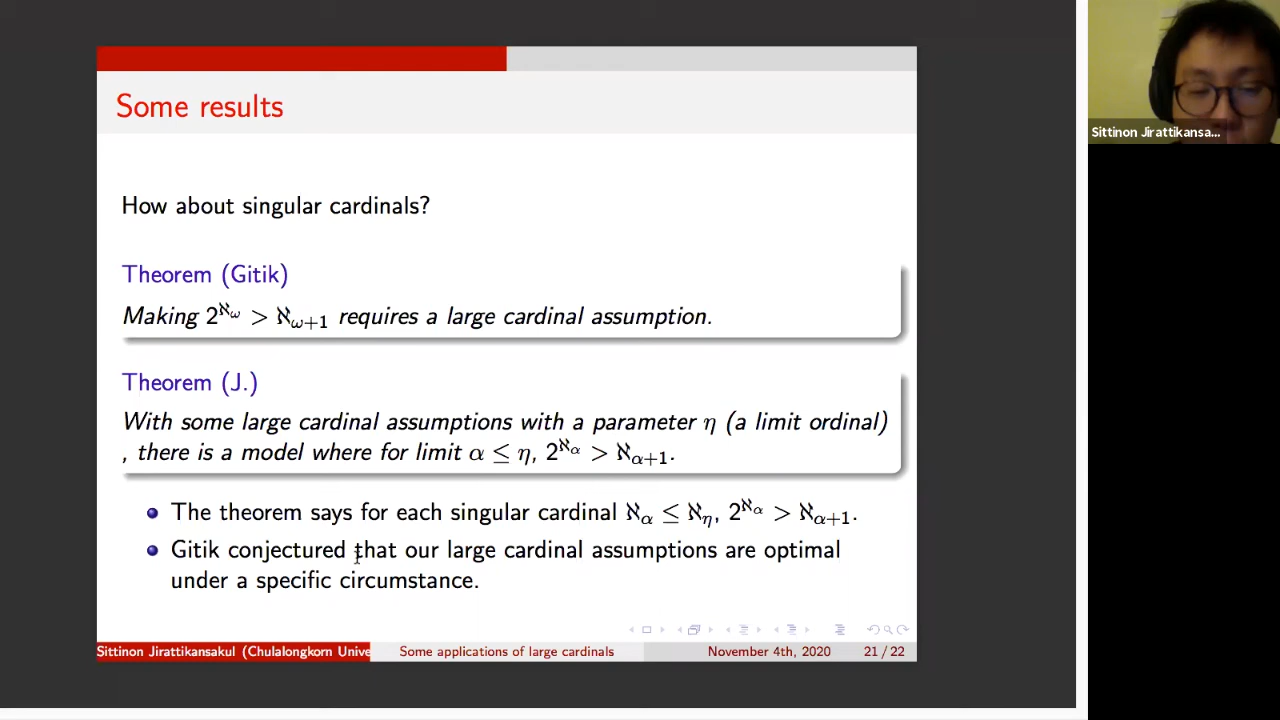 Some results
How about singular cardinals?
Theorem (Gitik)
Making 2^{ℵ_ω} > ℵ_{ω+1} requires a large cardinal assumption.
Theorem (J.)
With some large cardinal assumptions with a parameter η (a limit ordinal)
, there is a model where for limit α ≤ η, 2^{ℵ_α} > ℵ_{α+1}.
The theorem says for each singular cardinal ℵ_α ≤ ℵ_η, 2^{ℵ_α} > ℵ_{α+1}.
Gitik conjectured that our large cardinal assumptions are optimal
under a specific circumstance.
Sittinon Jirattikansakul (Chulalongkorn Unive
Some applications of large cardinals
November 4th, 2020
21 / 22
Sittinon Jirattikansa...